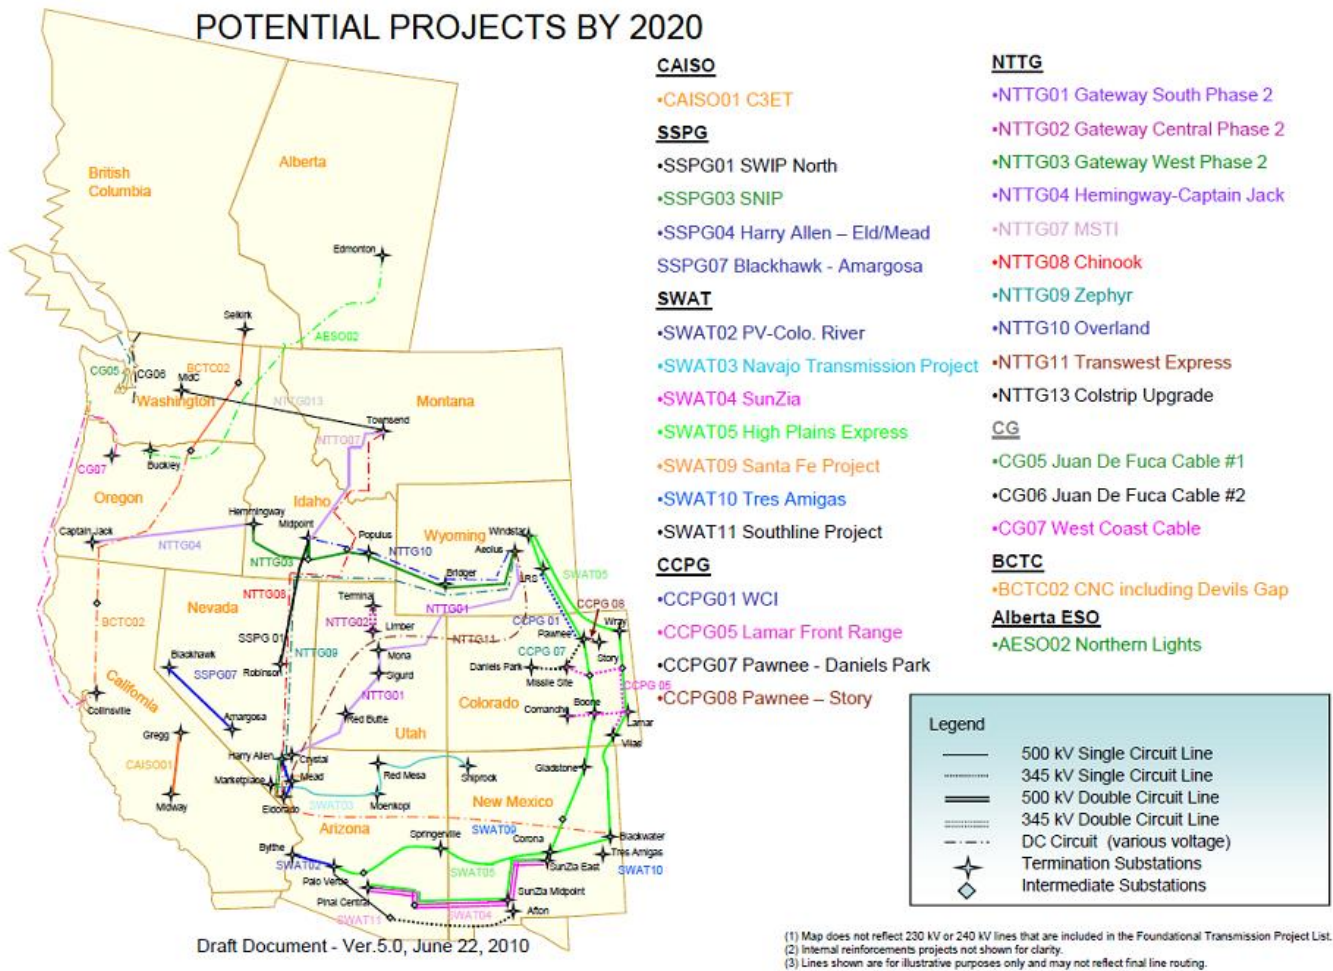 POTENTIAL PROJECTS BY 2020
CAISO
•CAISO01 C3ET
SSPG
•SSPG01 SWIP North
•SSPG03 SNIP
•SSPG04 Harry Allen – Eld/Mead
SSPG07 Blackhawk - Amargosa
SWAT
•SWAT02 PV-Colo. River
•SWAT03 Navajo Transmission Project
•SWAT04 SunZia
•SWAT05 High Plains Express
•SWAT09 Santa Fe Project
•SWAT10 Tres Amigas
•SWAT11 Southline Project
CCPG
•CCPG01 WCI
•CCPG05 Lamar Front Range
•CCPG07 Pawnee - Daniels Park
•CCPG08 Pawnee – Story
NTTG
•NTTG01 Gateway South Phase 2
•NTTG02 Gateway Central Phase 2
•NTTG03 Gateway West Phase 2
•NTTG04 Hemingway-Captain Jack
•NTTG07 MSTI
•NTTG08 Chinook
•NTTG09 Zephyr
•NTTG10 Overland
•NTTG11 Transwest Express
•NTTG13 Colstrip Upgrade
CG
•CG05 Juan De Fuca Cable #1
•CG06 Juan De Fuca Cable #2
•CG07 West Coast Cable
BCTC
•BCTC02 CNC including Devils Gap
Alberta ESO
•AESO02 Northern Lights
British
Columbia
Alberta
Edmonton
Selkirk
AESO02
CG05
CG06
BCTC02
MidC
Washington
NTTG013
Montana
Townsend
NTTG07
Buckley
CG07
Oregon
Idaho
Hemmingway
Midpoint
Populus
Wyoming
Windstar
Aeolus
Captain Jack
NTTG04
NTTG03
NTTG10
Bridger
LRS
SWAT05
Nevada
NTTG08
Terminal
NTTG01
CCPG 08
BCTC02
NTTG02
Limber
CCPG 01
Pawnee
Wray
SSPG 01
NTTG11
Story
Blackhawk
SSPG07
Robinson
NTTG09
Mona
CCPG 07
Daniels Park
Missile Site
Sigurd
California
NTTG01
CCPG 05
Collinsville
Colorado
Boone
Comanche
Lamar
Amargosa
Red Butte
Gregg
Utah
Vilas
Harry Allen
Crystal
CAISO01
Marketplace
Mead
Red Mesa
Shiprock
Gladstone
Midway
Eldorado
SWAT03
Moenkopi
New Mexico
Arizona
Springerville
SWAT09
Corona
Blackwater
Blythe
Tres Amigas
SWAT02
SWAT05
SunZia East
SWAT10
Palo Verde
Pinal Central
SunZia Midpoint
SWAT11
SWAT04
Afton
Draft Document - Ver.5.0, June 22, 2010
Legend
500 kV Single Circuit Line
345 kV Single Circuit Line
500 kV Double Circuit Line
345 kV Double Circuit Line
DC Circuit (various voltage)
Termination Substations
Intermediate Substations
(1) Map does not reflect 230 kV or 240 kV lines that are included in the Foundational Transmission Project List.
(2) Internal reinforcements projects not shown for clarity.
(3) Lines shown are for illustrative purposes only and may not reflect final line routing.